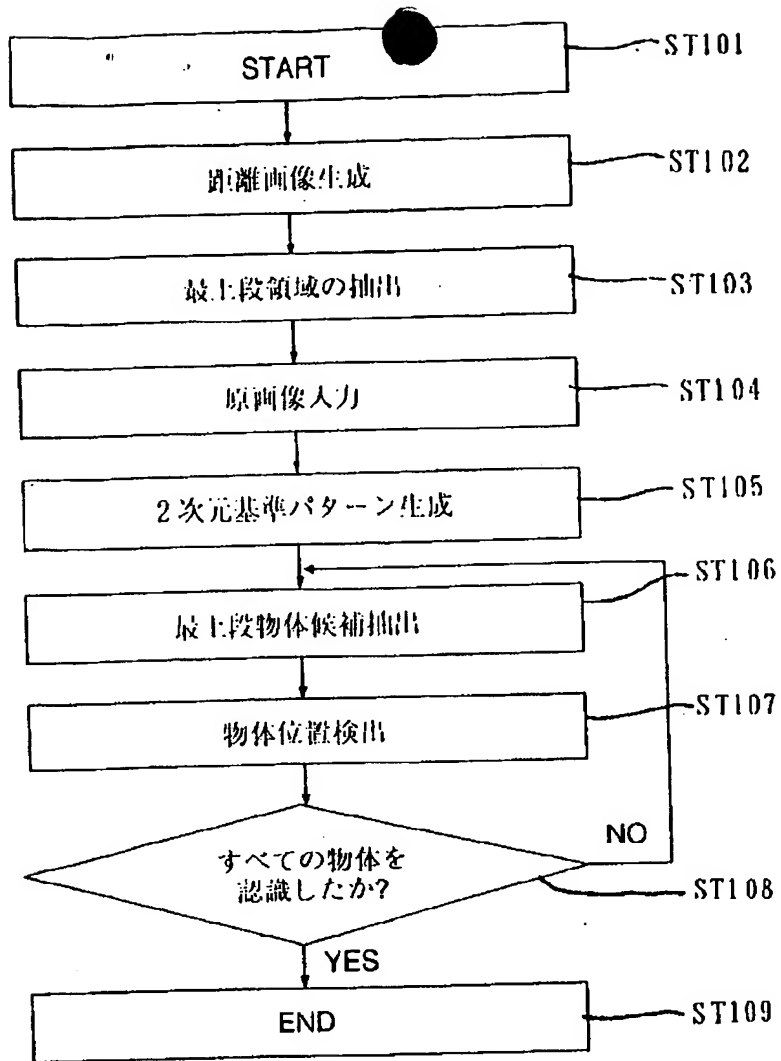 START
ST101
距離画像生成
ST102
最上段領域の抽出
ST103
原画像入力
ST104
2次元基準パターン生成
ST105
最上段物体候補抽出
ST106
物体位置検出
ST107
すべての物体を
認識したか?
NO
ST108
YES
END
ST109